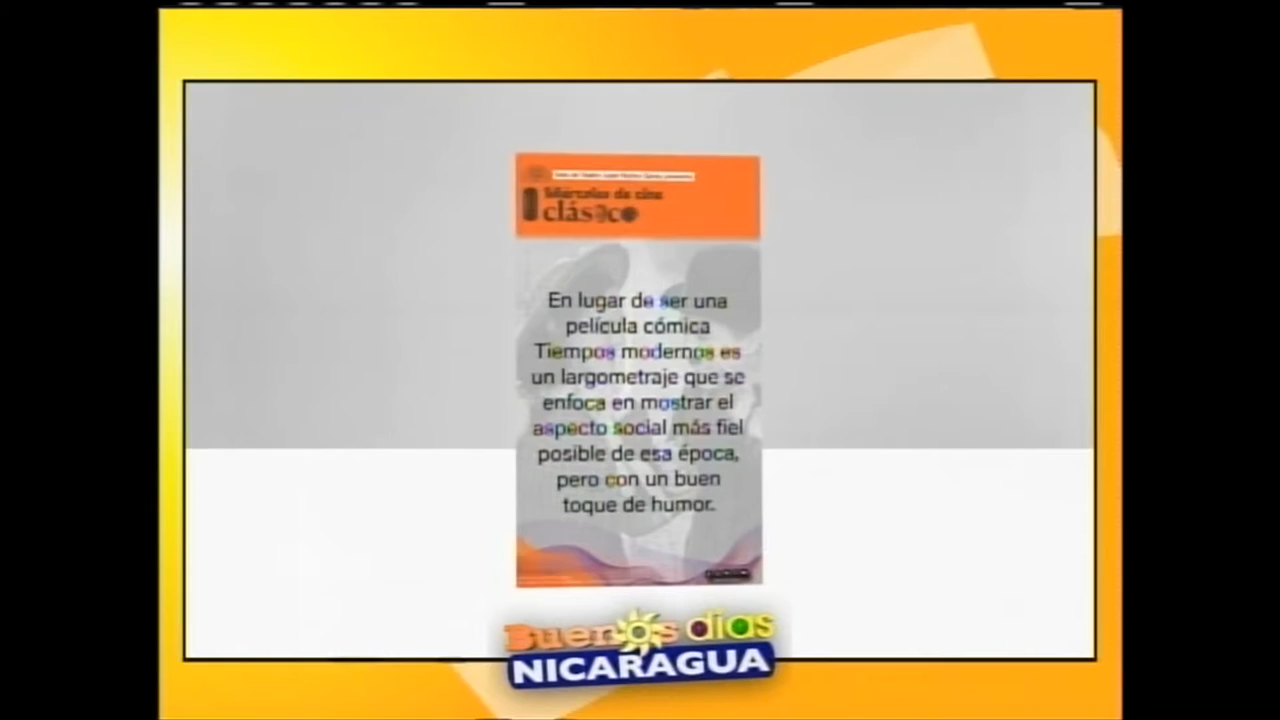 Miércoles de cine
clásico
En lugar de ser una
película cómica
Tiempos modernos es
un largometraje que se
enfoca en mostrar el
aspecto social más fiel
posible de esa época,
pero con un buen
toque de humor.
Buenos dias
NICARAGUA